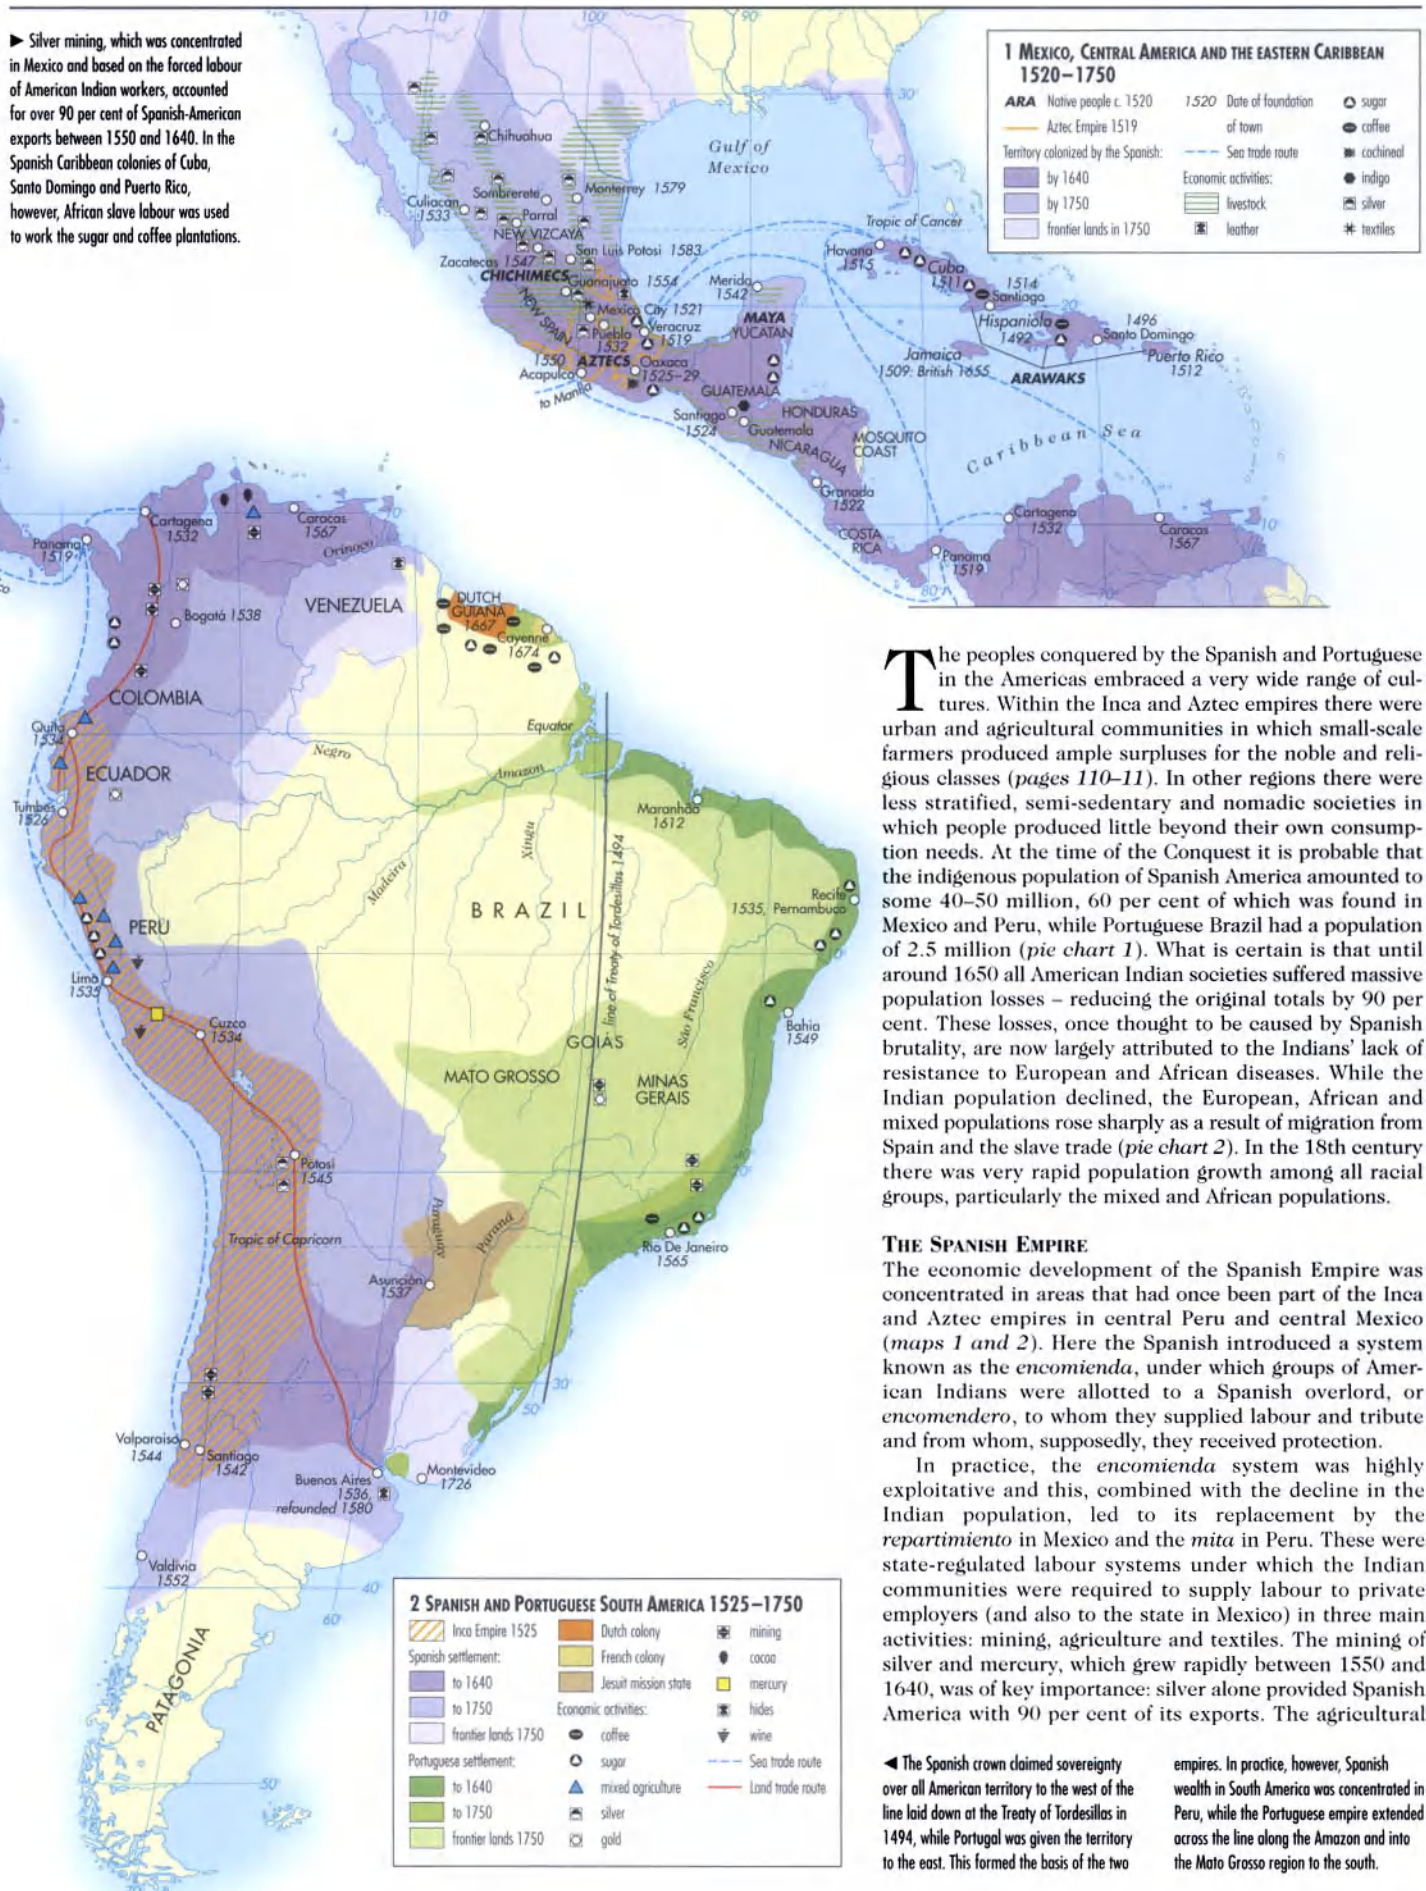 ► Silver mining, which was concentrated
in Mexico and based on the forced labour
of American Indian workers, accounted
for over 90 per cent of Spanish-American
exports between 1550 and 1640. In the
Spanish Caribbean colonies of Cuba,
Santo Domingo and Puerto Rico,
however, African slave labour was used
to work the sugar and coffee plantations.
110°
100°
90°
30°
1 MEXICO, CENTRAL AMERICA AND THE EASTERN CARIBBEAN
1520–1750
ARA Native people c. 1520
Aztec Empire 1519
Territory colonized by the Spanish:
by 1640
by 1750
frontier lands in 1750
1520 Date of foundation
of town
Sea trade route
Economic activities:
livestock
leather
sugar
coffee
cochineal
indigo
silver
textiles
Gulf of
Mexico
Chihuahua
Sombrerete
Monterrey 1579
Culiacán
1533
Parral
NEW VIZCAYA
Zacatecas 1547
San Luis Potosí 1583
CHICHIMECS
Guanajuato 1554
NEW SPAIN
Mexico City 1521
Puebla
1532
Veracruz
1519
1550
Acapulco
AZTECS
Oaxaca
1525–29
to Manila
Merida
1542
MAYA
YUCATAN
Tropic of Cancer
Havana
1515
Cuba
1511
1514
Santiago
20°
Hispaniola
1492
1496
Santo Domingo
Jamaica
1509: British 1655
ARAWAKS
Puerto Rico
1512
GUATEMALA
Santiago
1524
Guatemala
HONDURAS
NICARAGUA
MOSQUITO
COAST
Caribbean Sea
Granada
1522
COSTA
RICA
Panama
1519
Cartagena
1532
Caracas
1567
10°
80°
70°
Panama
1519
Cartagena
1532
Caracas
1567
10°
Orinoco
Bogatá 1538
VENEZUELA
DUTCH
GUIANA
1667
Cayenne
1674
COLOMBIA
Quito
1534
Equator
Negro
Amazon
ECUADOR
Tumbes
1526
Maranhão
1612
Xingu
Madeira
line of Treaty of Tordesillas 1494
BRAZIL
Recife
1535, Pernambuco
PERU
Lima
1535
São Francisco
Cuzco
1534
Bahia
1549
GOIÁS
MATO GROSSO
MINAS
GERAIS
Potosí
1545
20°
Paraguay
Paraná
Tropic of Capricorn
Rio De Janeiro
1565
Asunción
1537
30°
50°
Valparaiso
1544
Santiago
1542
Buenos Aires
1536,
refounded 1580
Montevideo
1726
Valdivia
1552
40°
60°
PATAGONIA
50°
2 SPANISH AND PORTUGUESE SOUTH AMERICA 1525–1750
Inca Empire 1525
Spanish settlement:
to 1640
to 1750
frontier lands 1750
Portuguese settlement:
to 1640
to 1750
frontier lands 1750
Dutch colony
French colony
Jesuit mission state
Economic activities:
coffee
sugar
mixed agriculture
silver
gold
mining
cocoa
mercury
hides
wine
Sea trade route
Land trade route
The peoples conquered by the Spanish and Portuguese
in the Americas embraced a very wide range of cul-
tures. Within the Inca and Aztec empires there were
urban and agricultural communities in which small-scale
farmers produced ample surpluses for the noble and reli-
gious classes (pages 110–11). In other regions there were
less stratified, semi-sedentary and nomadic societies in
which people produced little beyond their own consump-
tion needs. At the time of the Conquest it is probable that
the indigenous population of Spanish America amounted to
some 40–50 million, 60 per cent of which was found in
Mexico and Peru, while Portuguese Brazil had a population
of 2.5 million (pie chart 1). What is certain is that until
around 1650 all American Indian societies suffered massive
population losses – reducing the original totals by 90 per
cent. These losses, once thought to be caused by Spanish
brutality, are now largely attributed to the Indians' lack of
resistance to European and African diseases. While the
Indian population declined, the European, African and
mixed populations rose sharply as a result of migration from
Spain and the slave trade (pie chart 2). In the 18th century
there was very rapid population growth among all racial
groups, particularly the mixed and African populations.
THE SPANISH EMPIRE
The economic development of the Spanish Empire was
concentrated in areas that had once been part of the Inca
and Aztec empires in central Peru and central Mexico
(maps 1 and 2). Here the Spanish introduced a system
known as the encomienda, under which groups of Amer-
ican Indians were allotted to a Spanish overlord, or
encomendero, to whom they supplied labour and tribute
and from whom, supposedly, they received protection.
In practice, the encomienda system was highly
exploitative and this, combined with the decline in the
Indian population, led to its replacement by the
repartimiento in Mexico and the mita in Peru. These were
state-regulated labour systems under which the Indian
communities were required to supply labour to private
employers (and also to the state in Mexico) in three main
activities: mining, agriculture and textiles. The mining of
silver and mercury, which grew rapidly between 1550 and
1640, was of key importance: silver alone provided Spanish
America with 90 per cent of its exports. The agricultural
◄ The Spanish crown claimed sovereignty
over all American territory to the west of the
line laid down at the Treaty of Tordesillas in
1494, while Portugal was given the territory
to the east. This formed the basis of the two
empires. In practice, however, Spanish
wealth in South America was concentrated in
Peru, while the Portuguese empire extended
across the line along the Amazon and into
the Mato Grosso region to the south.